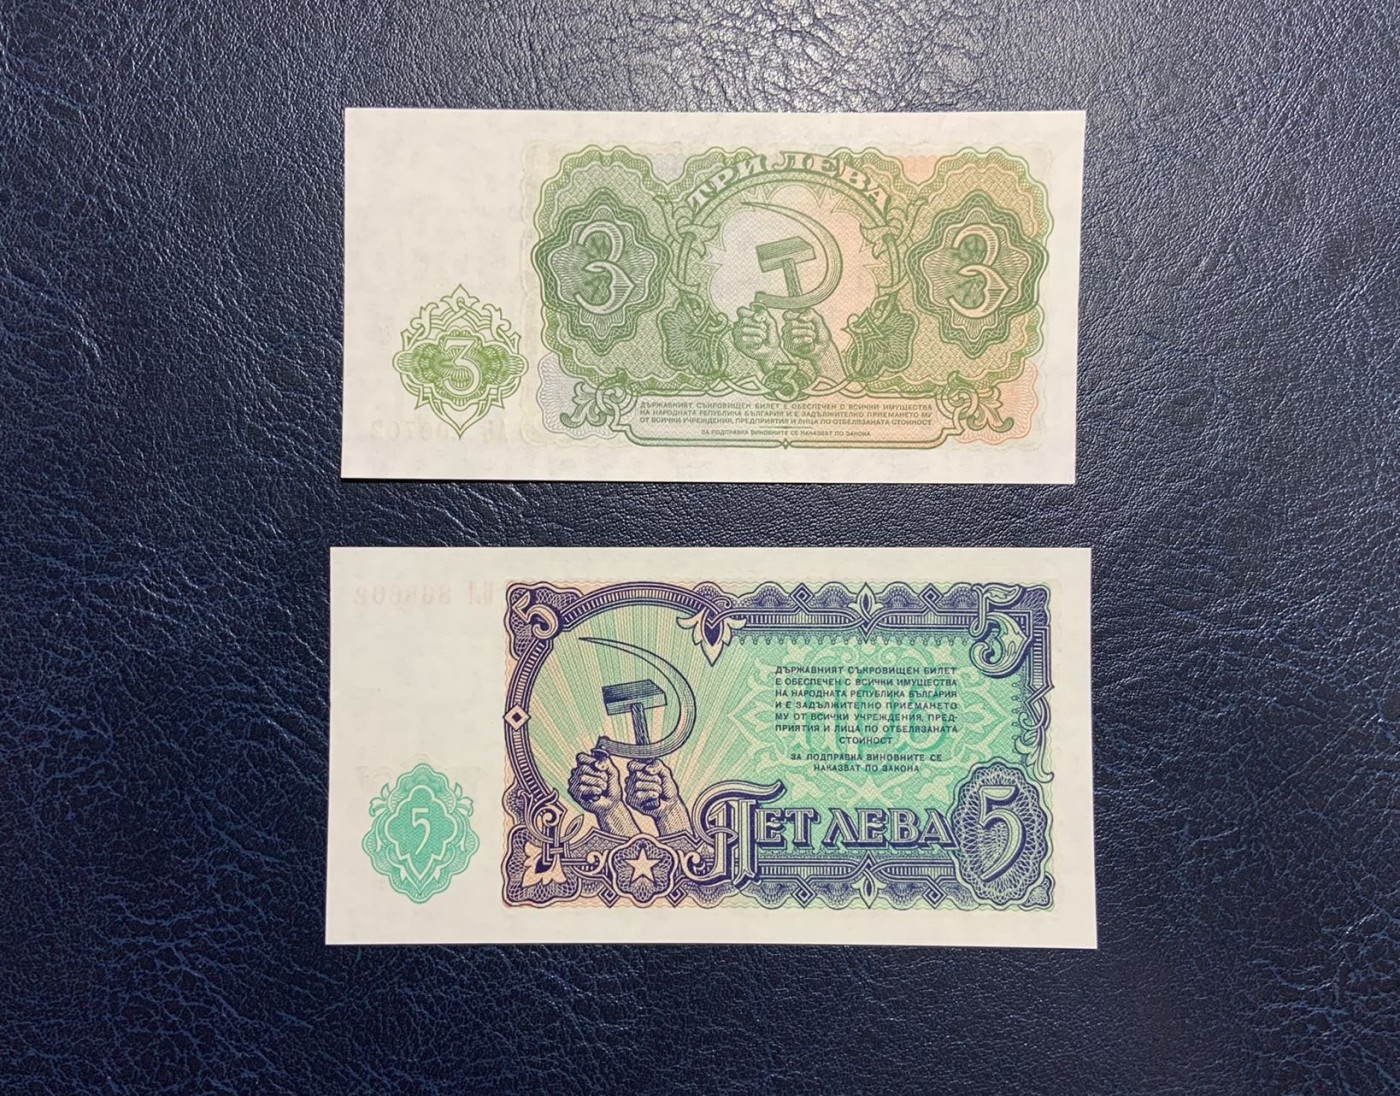 ТРИ ЛЕВА
3
3
3
3
ДЪРЖАВНИЯТ СЪКРОВИЩЕН БИЛЕТ Е ОБЕСПЕЧЕН С ВСИЧКИ ИМУЩЕСТВА
НА НАРОДНАТА РЕПУБЛИКА БЪЛГАРИЯ И Е ЗАДЪЛЖИТЕЛНО ПРИЕМАНЕТО МУ
ОТ ВСИЧКИ УЧРЕЖДЕНИЯ, ПРЕДПРИЯТИЯ И ЛИЦА ПО ОТБЕЛЯЗАНАТА СТОЙНОСТ
ЗА ПОДПРАВКА ВИНОВНИТЕ СЕ НАКАЗВАТ ПО ЗАКОНА
5
5
ДЪРЖАВНИЯТ СЪКРОВИЩЕН БИЛЕТ
Е ОБЕСПЕЧЕН С ВСИЧКИ ИМУЩЕСТВА
НА НАРОДНАТА РЕПУБЛИКА БЪЛГАРИЯ
И Е ЗАДЪЛЖИТЕЛНО ПРИЕМАНЕТО
МУ ОТ ВСИЧКИ УЧРЕЖДЕНИЯ, ПРЕД-
ПРИЯТИЯ И ЛИЦА ПО ОТБЕЛЯЗАНАТА
СТОЙНОСТ
ЗА ПОДПРАВКА ВИНОВНИТЕ СЕ
НАКАЗВАТ ПО ЗАКОНА
5
ПЕТ ЛЕВА
5